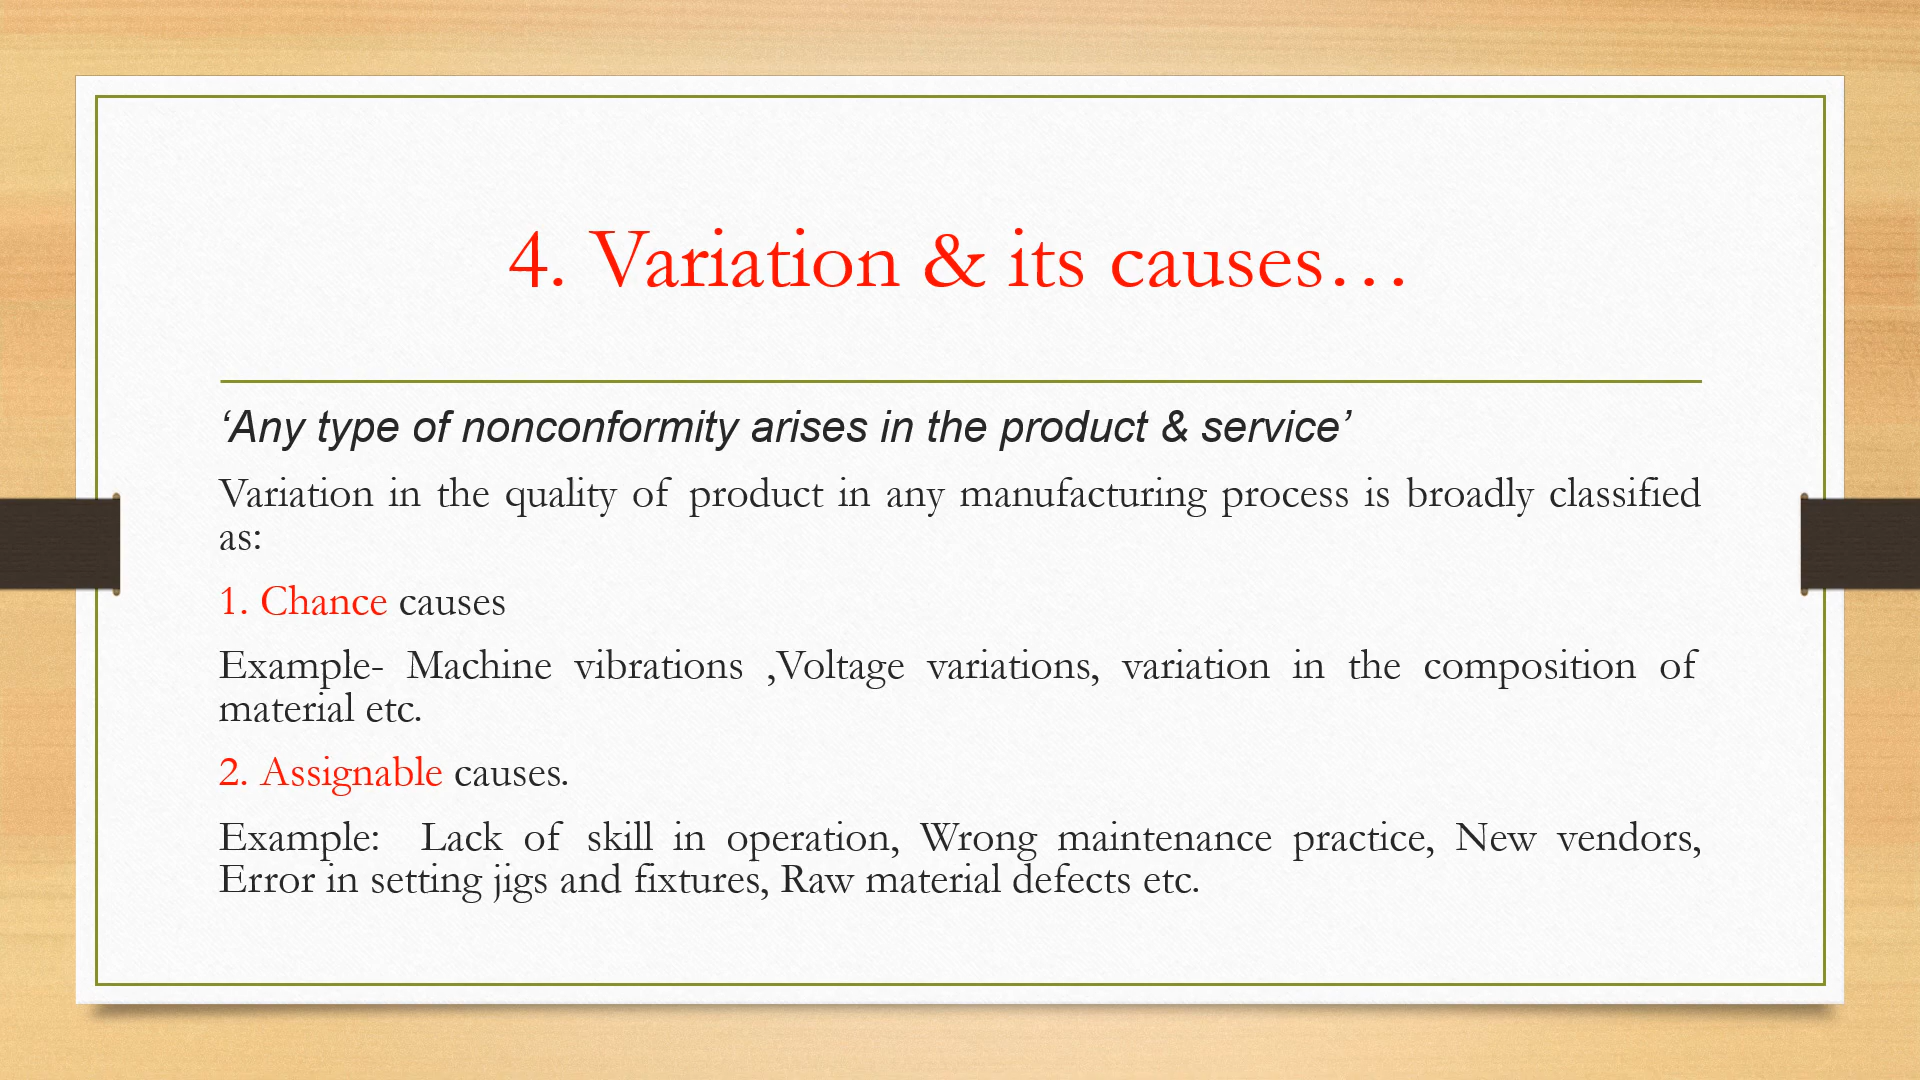 4. Variation & its causes…
‘Any type of nonconformity arises in the product & service’
Variation in the quality of product in any manufacturing process is broadly classified
as:
1. Chance causes
Example- Machine vibrations ,Voltage variations, variation in the composition of
material etc.
2. Assignable causes.
Example: Lack of skill in operation, Wrong maintenance practice, New vendors,
Error in setting jigs and fixtures, Raw material defects etc.